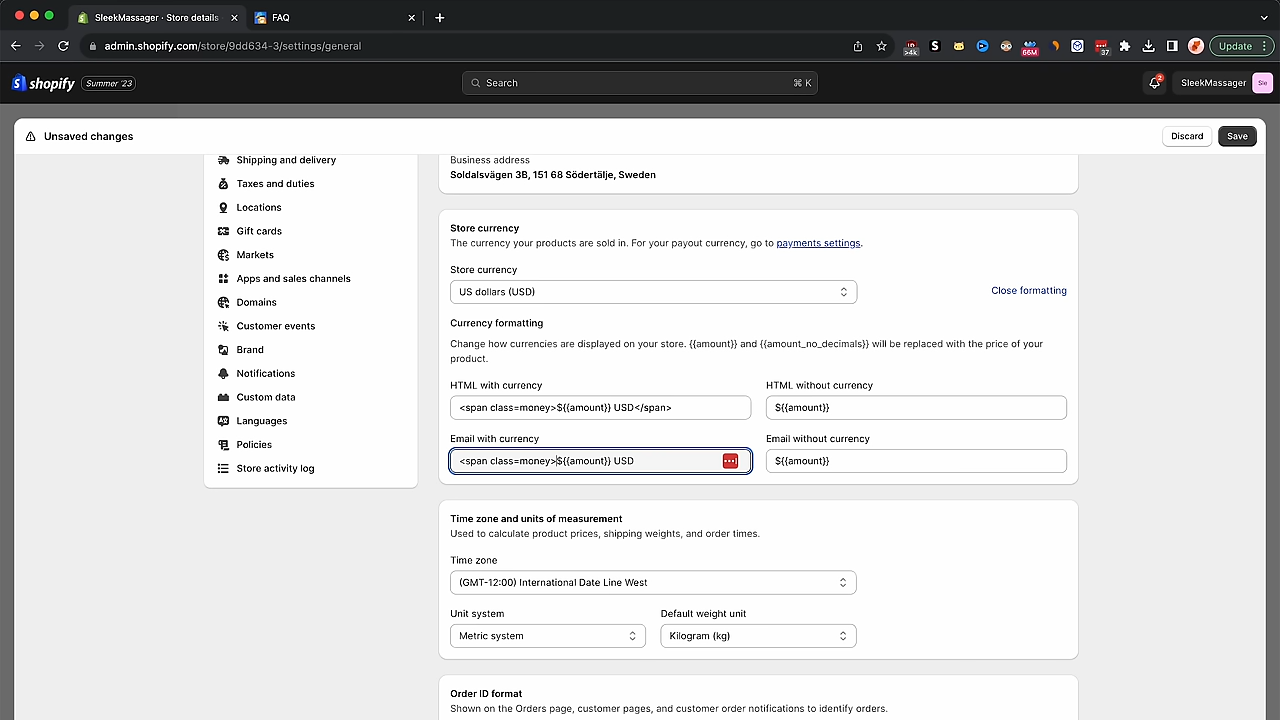 SleekMassager · Store details
FAQ
admin.shopify.com/store/9dd634-3/settings/general
>4k
66M
37
Update
shopify
Summer '23
Search
⌘ K
2
SleekMassager
Sle
Unsaved changes
Discard
Save
Shipping and delivery
Taxes and duties
Locations
Gift cards
Markets
Apps and sales channels
Domains
Customer events
Brand
Notifications
Custom data
Languages
Policies
Store activity log
Business address
Soldalsvägen 3B, 151 68 Södertälje, Sweden
Store currency
The currency your products are sold in. For your payout currency, go to payments settings.
Store currency
US dollars (USD)
Close formatting
Currency formatting
Change how currencies are displayed on your store. {{amount}} and {{amount_no_decimals}} will be replaced with the price of your
product.
HTML with currency
HTML without currency
<span class=money>${{amount}} USD</span>
${{amount}}
Email with currency
Email without currency
<span class=money>${{amount}} USD
${{amount}}
Time zone and units of measurement
Used to calculate product prices, shipping weights, and order times.
Time zone
(GMT-12:00) International Date Line West
Unit system
Default weight unit
Metric system
Kilogram (kg)
Order ID format
Shown on the Orders page, customer pages, and customer order notifications to identify orders.